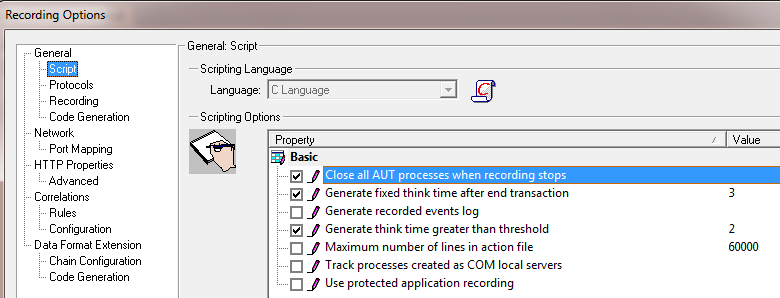 Recording Options
General
Script
Protocols
Recording
Code Generation
Network
Port Mapping
HTTP Properties
Advanced
Correlations
Rules
Configuration
Data Format Extension
Chain Configuration
Code Generation
General: Script
Scripting Language
Language: C Language
Scripting Options
Property Value
Basic
Close all AUT processes when recording stops
Generate fixed think time after end transaction 3
Generate recorded events log
Generate think time greater than threshold 2
Maximum number of lines in action file 60000
Track processes created as COM local servers
Use protected application recording